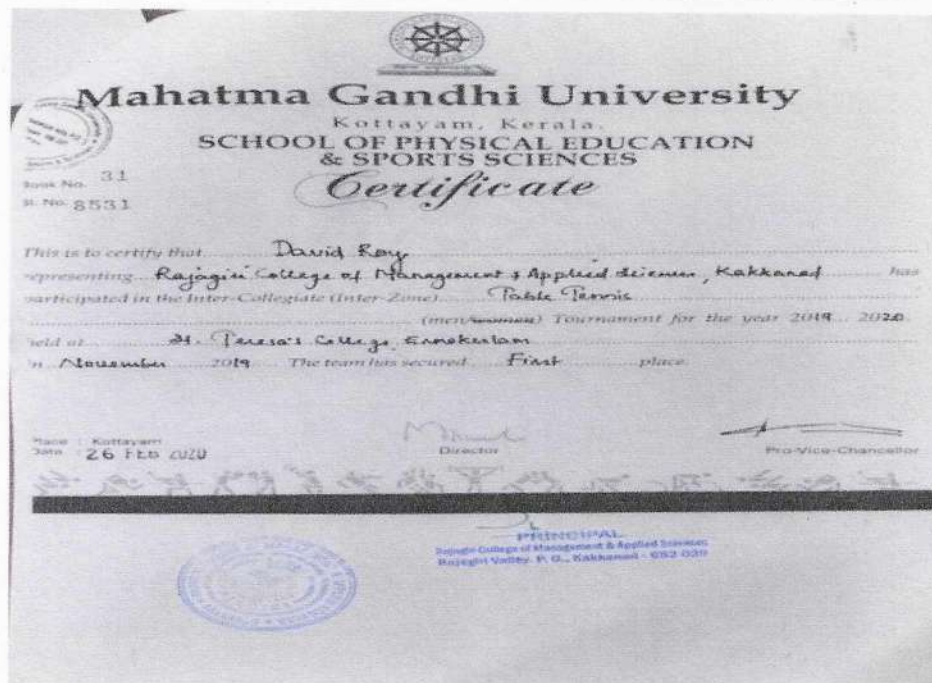 Mahatma Gandhi University
Kottayam, Kerala.
SCHOOL OF PHYSICAL EDUCATION
& SPORTS SCIENCES
Certificate
Book No. 31
Sl. No. 8531
This is to certify that David Roy
representing Rajagiri College of Management & Applied Sciences, Kakkanad has
participated in the Inter-Collegiate (Inter-Zone) Table Tennis
(men/women) Tournament for the year 2019 2020
held at St. Teresa's College, Ernakulam
in November 2019 The team has secured First place.
Place : Kottayam
Date : 26 FEB 2020
Director
Pro-Vice-Chancellor
PRINCIPAL
Rajagiri College of Management & Applied Sciences
Rajagiri Valley. P. O., Kakkanad - 682 039